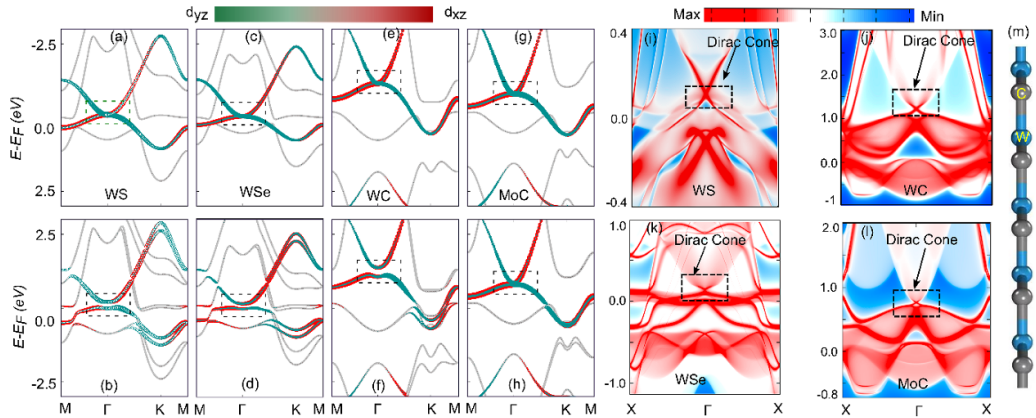 d_yz d_xz Max Min
(a) (c) (e) (g) (i) (j) (m)
-2.5 0.0 2.5
E-E_F (eV)
WS WSe WC MoC
0.4 0.0 -0.4
Dirac Cone
WS
3.0 2.0 1.0 0.0 -1
Dirac Cone
WC
C
W
2.5 0.0 -2.5
E-E_F (eV)
(b) (d) (f) (h)
M Γ K M M Γ K M M Γ K M M Γ K M
(k)
1.0 0.0 -1.0
Dirac Cone
WSe
X Γ X
(l)
2.0 1.0 0.0 -0.8
Dirac Cone
MoC
X Γ X